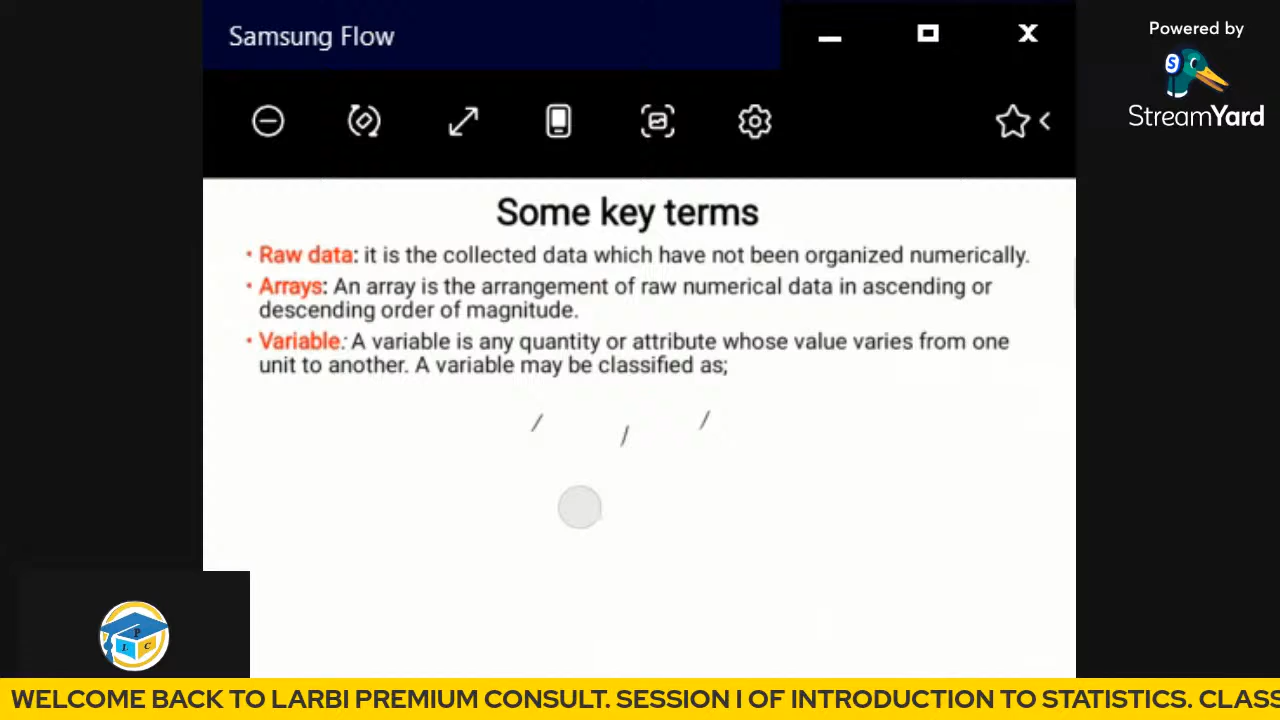 Samsung Flow
Powered by
S
StreamYard
Some key terms
• Raw data: it is the collected data which have not been organized numerically.
• Arrays: An array is the arrangement of raw numerical data in ascending or
descending order of magnitude.
• Variable: A variable is any quantity or attribute whose value varies from one
unit to another. A variable may be classified as;
P
L C
WELCOME BACK TO LARBI PREMIUM CONSULT. SESSION I OF INTRODUCTION TO STATISTICS. CLASS